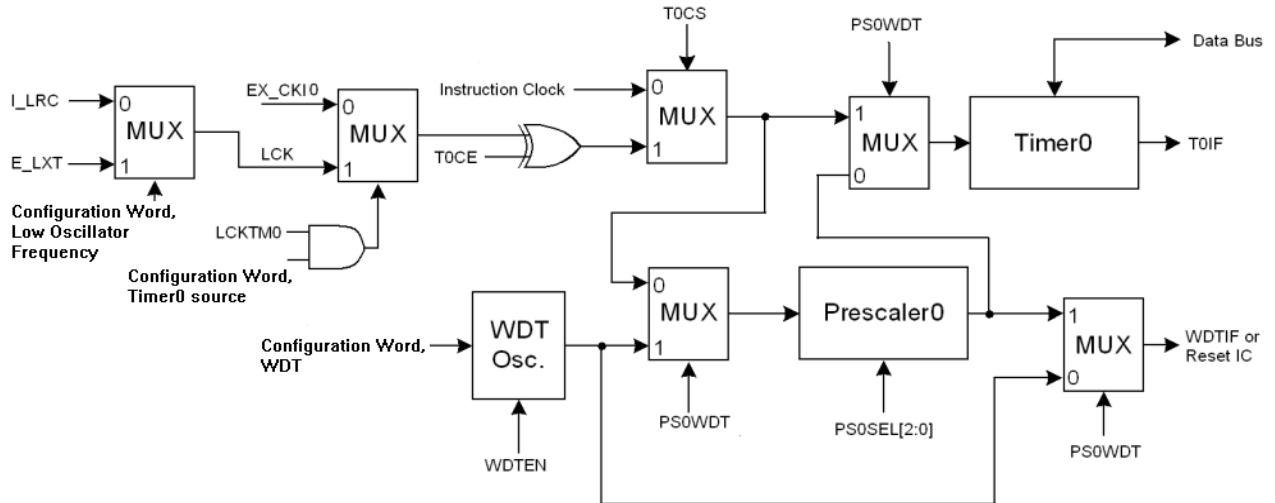 T0CS
PS0WDT
Data Bus
I_LRC
0
MUX
E_LXT
1
Configuration Word,
Low Oscillator
Frequency
EX_CKI0
0
MUX
LCK
1
LCKTM0
Configuration Word,
Timer0 source
T0CE
Instruction Clock
0
MUX
1
1
MUX
0
Timer0
T0IF
Configuration Word,
WDT
WDT
Osc.
WDTEN
0
MUX
1
PS0WDT
Prescaler0
PS0SEL[2:0]
1
MUX
0
PS0WDT
WDTIF or
Reset IC